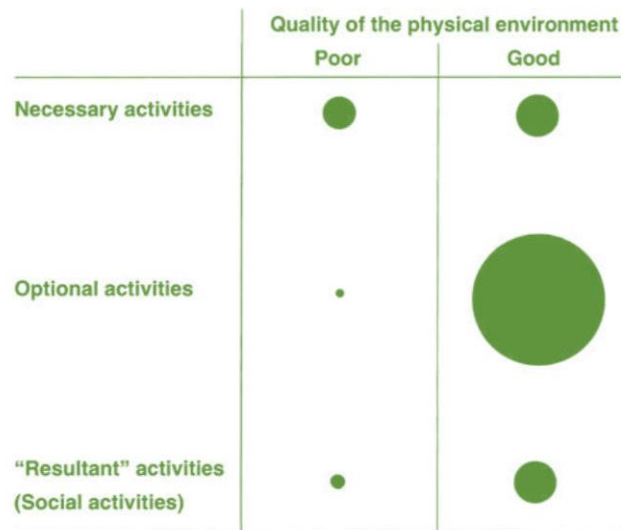 Quality of the physical environment
Poor Good
Necessary activities
Optional activities
“Resultant” activities
(Social activities)